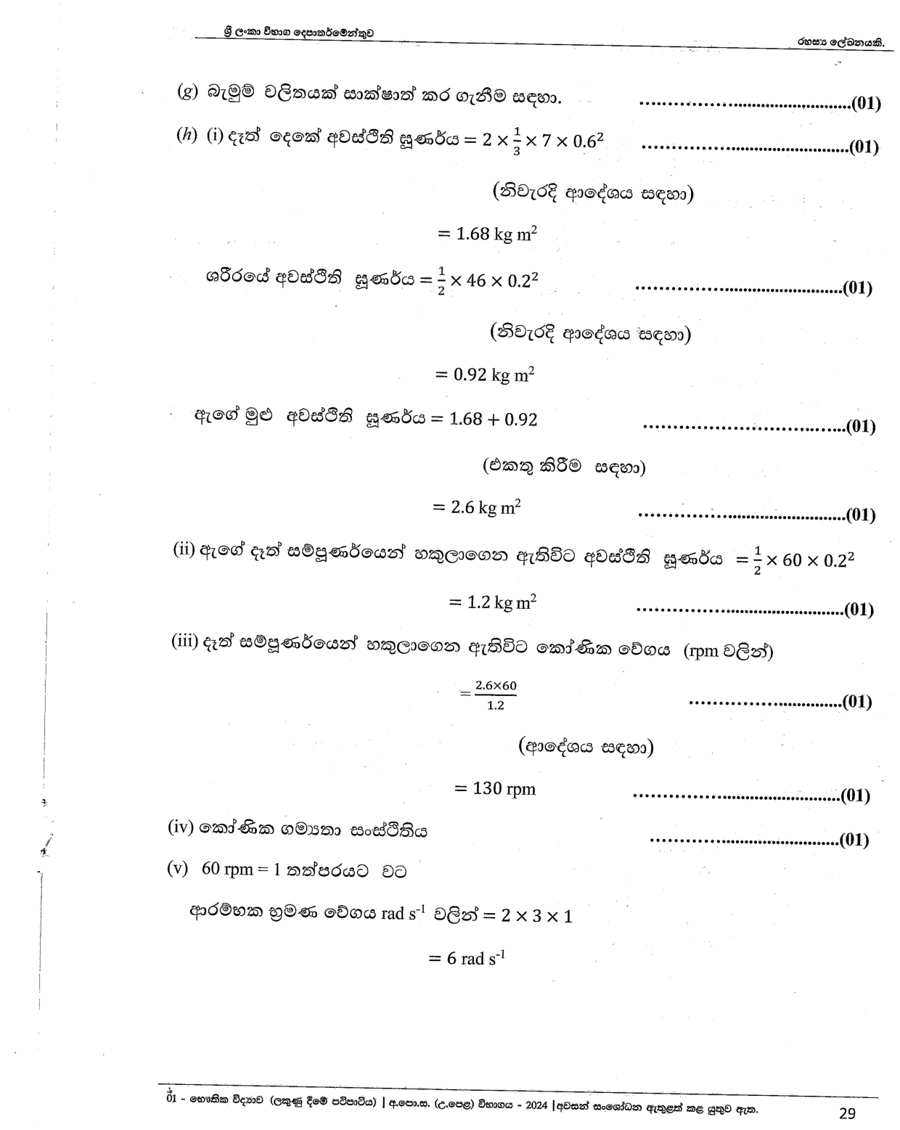 ශ්‍රී ලංකා විභාග දෙපාර්තමේන්තුව
රහස්‍ය ලේඛනයකි.
(g) බැමුම් චලිතයක් සාක්ෂාත් කර ගැනීම සඳහා. ......................................(01)
(h) (i) දෑත් දෙකේ අවස්ථිති ඝූර්ණය = 2 × 1/3 × 7 × 0.6² ......................................(01)
(නිවැරදි ආදේශය සඳහා)
= 1.68 kg m²
ශරීරයේ අවස්ථිති ඝූර්ණය = 1/2 × 46 × 0.2² ......................................(01)
(නිවැරදි ආදේශය සඳහා)
= 0.92 kg m²
ඇගේ මුළු අවස්ථිති ඝූර්ණය = 1.68 + 0.92 ......................................(01)
(එකතු කිරීම සඳහා)
= 2.6 kg m² ......................................(01)
(ii) ඇගේ දෑත් සම්පූර්ණයෙන් හකුලාගෙන ඇතිවිට අවස්ථිති ඝූර්ණය = 1/2 × 60 × 0.2²
= 1.2 kg m² ......................................(01)
(iii) දෑත් සම්පූර්ණයෙන් හකුලාගෙන ඇතිවිට කෝණික වේගය (rpm වලින්)
= 2.6×60/1.2 ......................................(01)
(ආදේශය සඳහා)
= 130 rpm ......................................(01)
(iv) කෝණික ගම්‍යතා සංස්ථිතිය ......................................(01)
(v) 60 rpm = 1 තත්පරයට වට
ආරම්භක භ්‍රමණ වේගය rad s⁻¹ වලින් = 2 × 3 × 1
= 6 rad s⁻¹
01 - භෞතික විද්‍යාව (ලකුණු දීමේ පටිපාටිය) | අ.පො.ස. (උ.පෙළ) විභාගය - 2024 | අවසන් සංශෝධන ඇතුළත් කළ යුතුව ඇත.
29